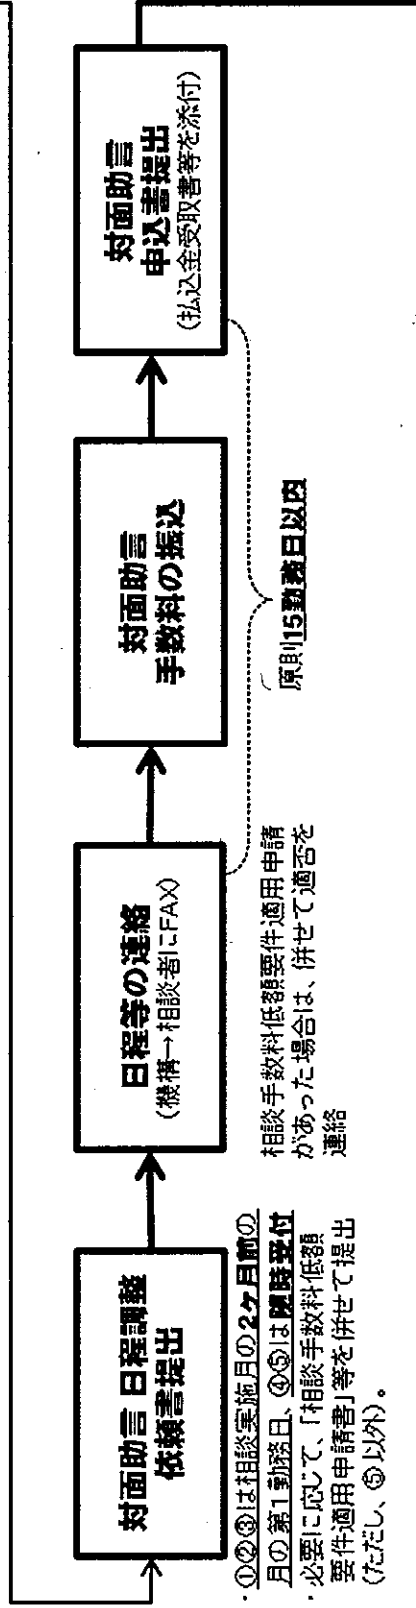 対面助言 日程調整
依頼書提出
・①②③は相談実施月の2ヶ月前の
月の第1勤務日、④⑤は随時受付
・必要に応じて、「相談手数料低額
要件適用申請書」等を併せて提出
(ただし、⑤以外)。
日程等の連絡
(機構→相談者にFAX)
相談手数料低額要件適用申請
があった場合は、併せて適否を
連絡
対面助言
手数料の振込
原則15勤務日以内
対面助言
申込書提出
(払込金受取書等を添付)